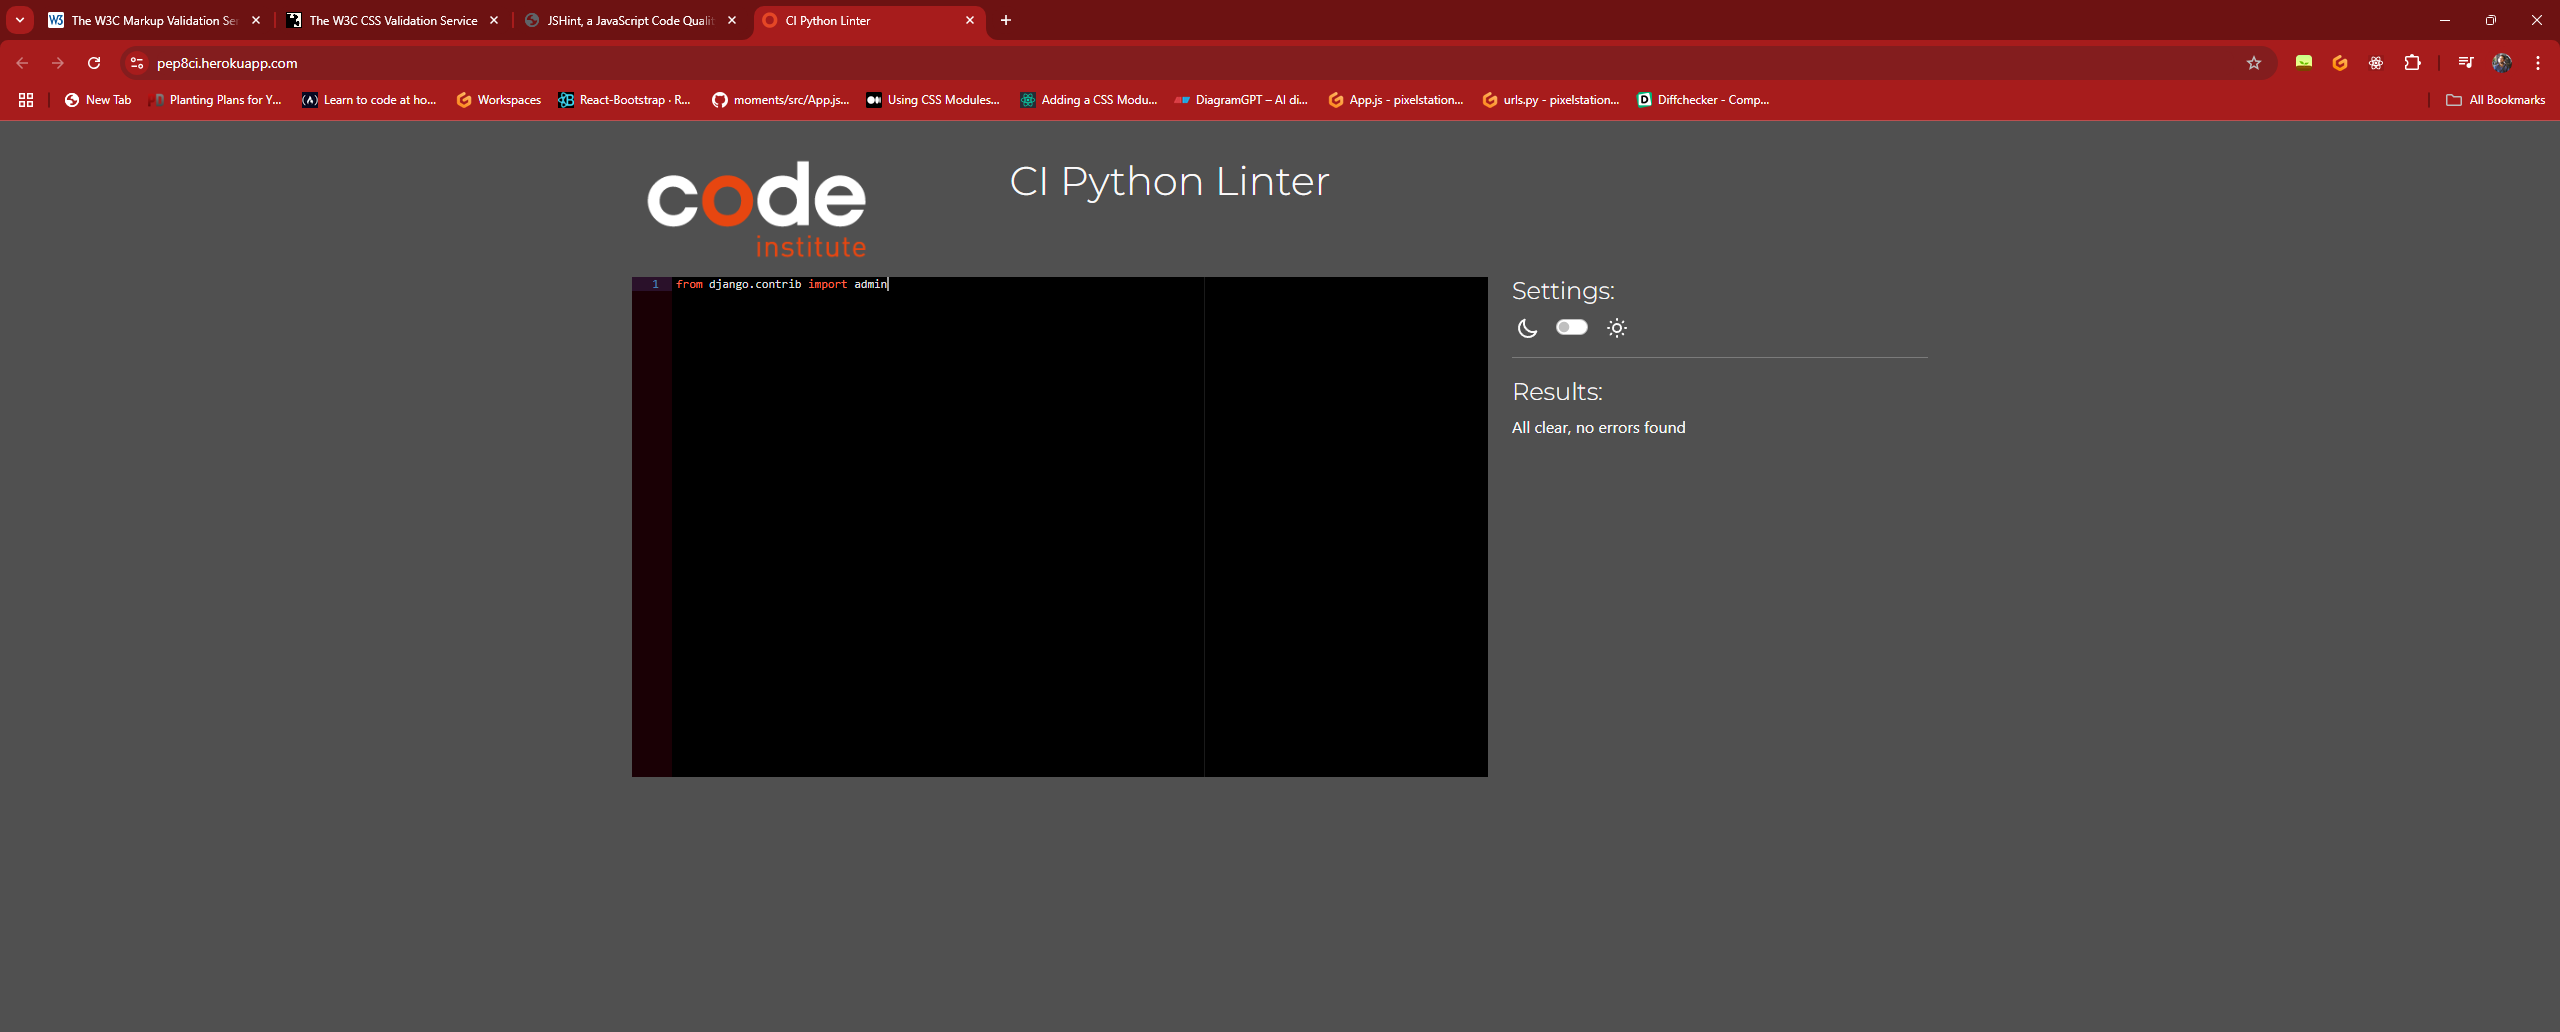 The W3C Markup Validation Se
The W3C CSS Validation Service
JSHint, a JavaScript Code Qualit
CI Python Linter
pep8ci.herokuapp.com
New Tab
Planting Plans for Y...
Learn to code at ho...
Workspaces
React-Bootstrap · R...
moments/src/App.js...
Using CSS Modules...
Adding a CSS Modu...
DiagramGPT – AI di...
App.js - pixelstation...
urls.py - pixelstation...
Diffchecker - Comp...
All Bookmarks
code
institute
CI Python Linter
1 from django.contrib import admin
Settings:
Results:
All clear, no errors found